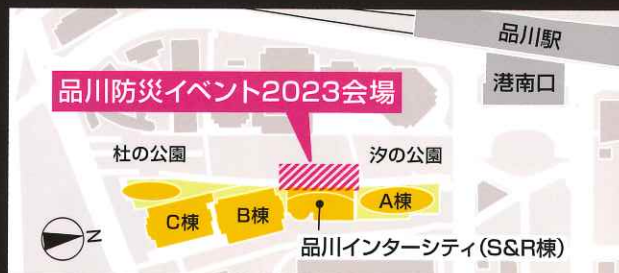 品川駅
港南口
品川防災イベント2023会場
杜の公園
汐の公園
C棟
B棟
A棟
品川インターシティ(S&R棟)
N